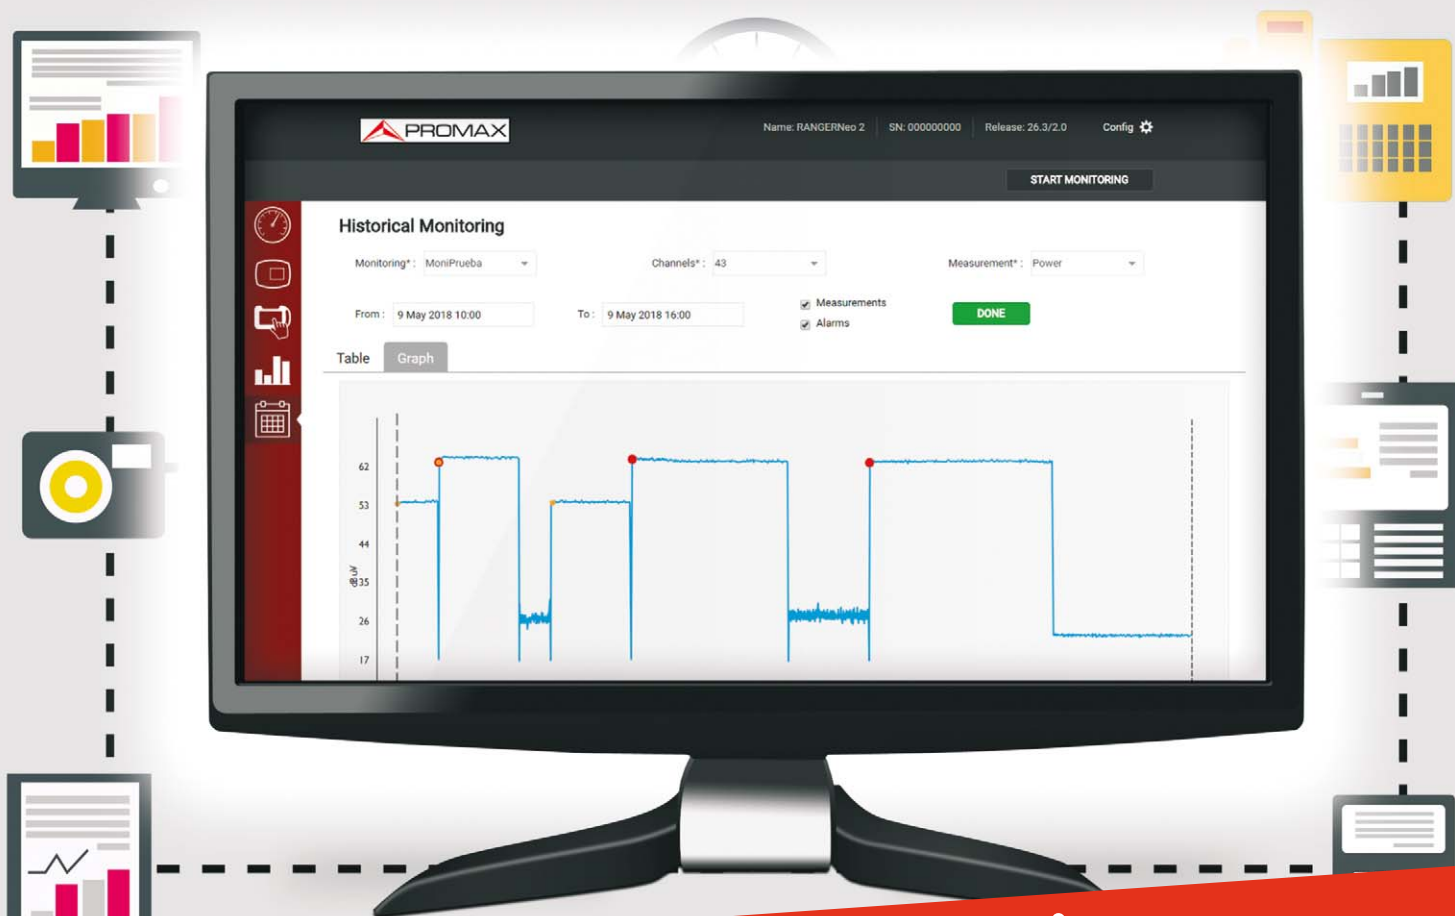 PROMAX
Name: RANGERNeo 2 SN: 000000000 Release: 26.3/2.0 Config
START MONITORING
Historical Monitoring
Monitoring* : MoniPrueba Channels* : 43 Measurement* : Power
From : 9 May 2018 10:00 To : 9 May 2018 16:00 Measurements DONE
Alarms
Table Graph
62
53
44
dBuV
35
26
17